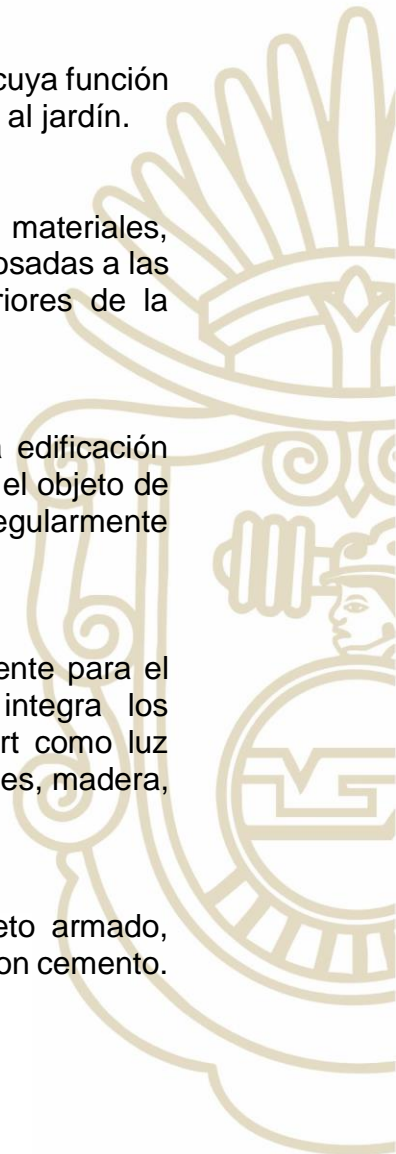 cuya función
al jardín.
materiales,
osadas a las
riores de la
edificación
el objeto de
egularmente
ente para el
integra los
rt como luz
es, madera,
eto armado,
on cemento.